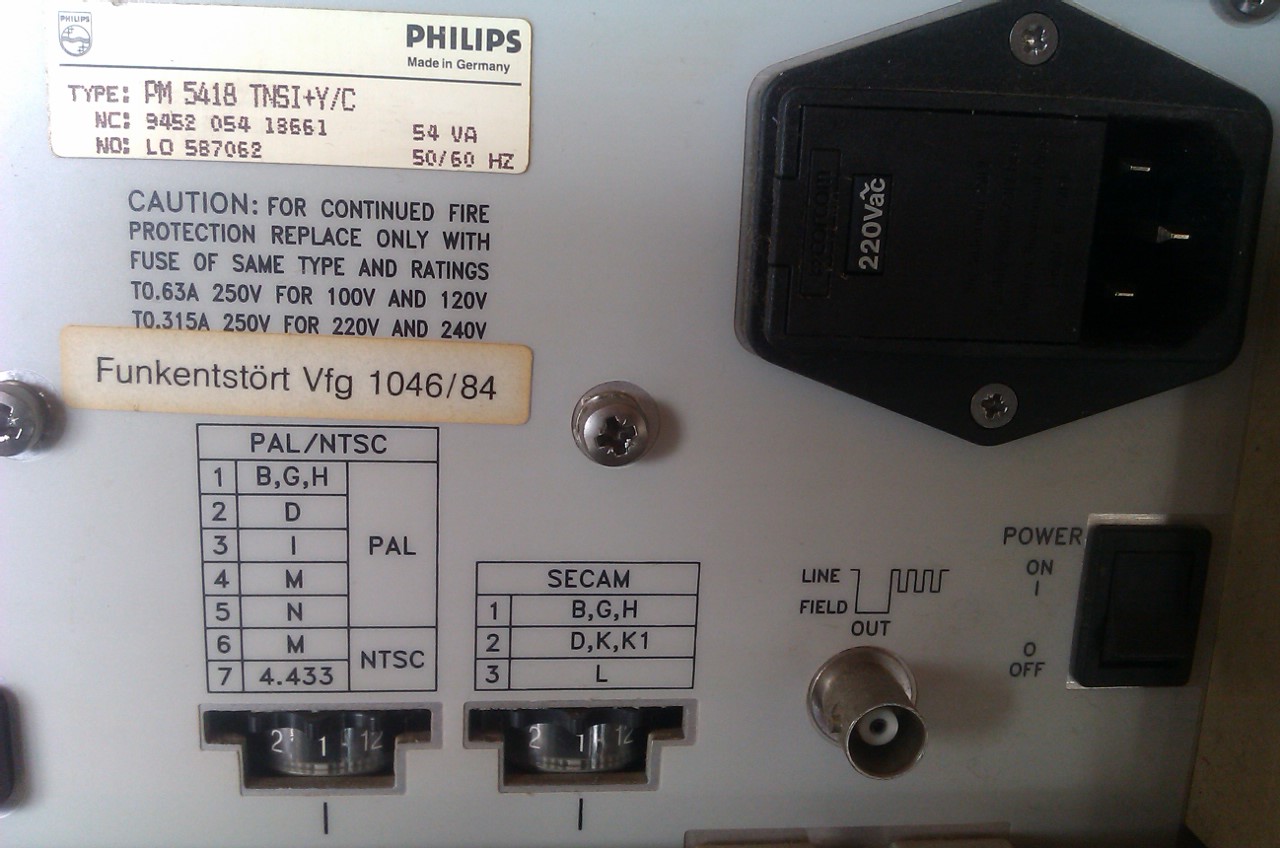 PHILIPS
PHILIPS
Made in Germany
TYPE: PM 5418 TNSI+Y/C
NC: 9452 054 18661
NO: LO 587062
54 VA
50/60 HZ
CAUTION: FOR CONTINUED FIRE
PROTECTION REPLACE ONLY WITH
FUSE OF SAME TYPE AND RATINGS
T0.63A 250V FOR 100V AND 120V
T0.315A 250V FOR 220V AND 240V
Funkentstört Vfg 1046/84
220Vac
PAL/NTSC
1 B,G,H
2 D
3 I
4 M
5 N
PAL
6 M
7 4.433
NTSC
SECAM
1 B,G,H
2 D,K,K1
3 L
2 1 12
2 1 12
LINE
FIELD
OUT
POWER
ON
I
O
OFF